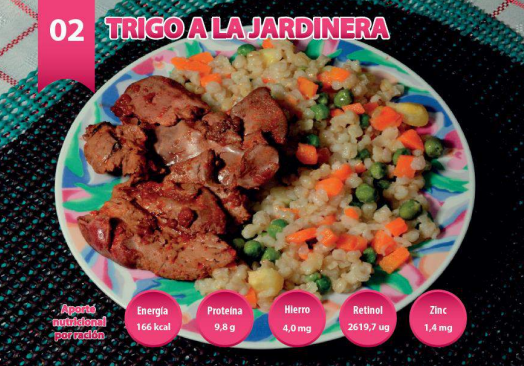 02
TRIGO A LA JARDINERA
Aporte
nutricional
por ración
Energía
166 kcal
Proteína
9,8 g
Hierro
4,0 mg
Retinol
2619,7 ug
Zinc
1,4 mg